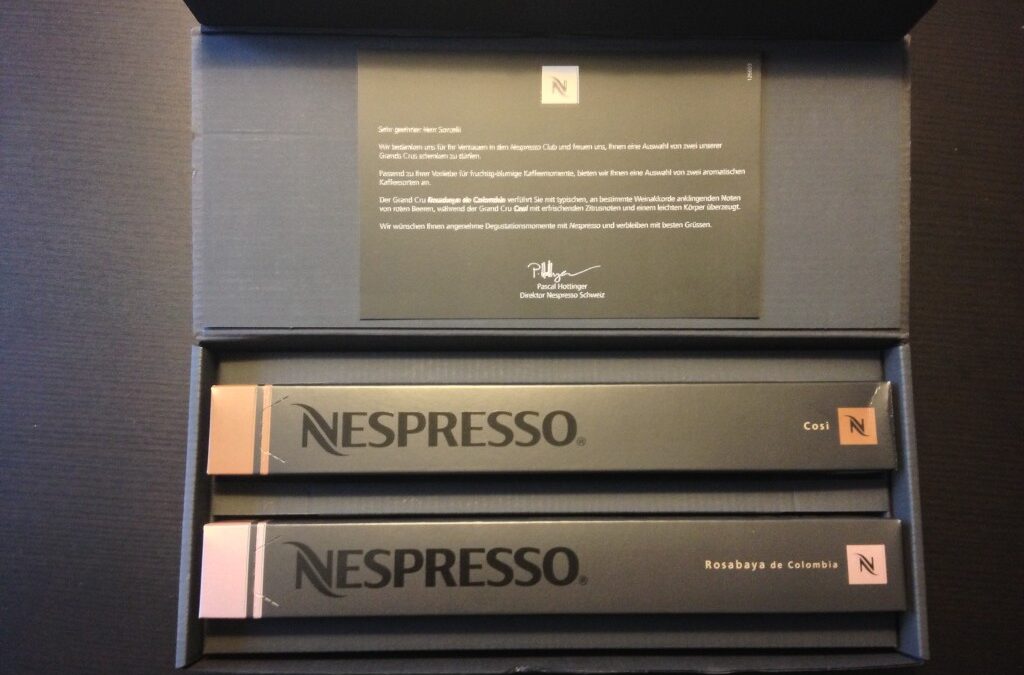 Sehr geehrter Herr Sorcelli
Wir bedanken uns für Ihr Vertrauen in den Nespresso Club und freuen uns, Ihnen eine Auswahl von zwei unserer
Grands Crus schenken zu dürfen.
Passend zu Ihrer Vorliebe für fruchtig-blumige Kaffeemomente, bieten wir Ihnen eine Auswahl von zwei aromatischen
Kaffeesorten an.
Der Grand Cru Rosabaya de Colombia verführt Sie mit typischen, an bestimmte Weinakkorde anklingenden Noten
von roten Beeren, während der Grand Cru Cosi mit erfrischenden Zitrusnoten und einem leichten Körper überzeugt.
Wir wünschen Ihnen angenehme Degustationsmomente mit Nespresso und verbleiben mit besten Grüssen.
Pascal Hottinger
Direktor Nespresso Schweiz
NESPRESSO®
Cosi
NESPRESSO®
Rosabaya de Colombia